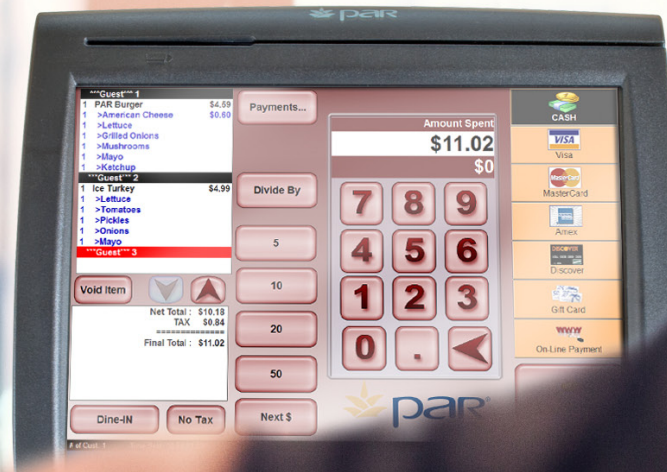 par
***Guest*** 1
1 PAR Burger $4.59
1 >American Cheese $0.60
1 >Lettuce
1 >Grilled Onions
1 >Mushrooms
1 >Mayo
1 >Ketchup
***Guest*** 2
1 Ice Turkey $4.99
1 >Lettuce
1 >Tomatoes
1 >Pickles
1 >Onions
1 >Mayo
***Guest*** 3
Void Item
Net Total : $10.18
TAX $0.84
===============
Final Total : $11.02
Dine-IN
No Tax
Payments...
Divide By
5
10
20
50
Next $
Amount Spent
$11.02
$0
7 8 9
4 5 6
1 2 3
0 .
par
CASH
VISA
Visa
MasterCard
MasterCard
Amex
DISCOVER
Discover
Gift Card
www
On-Line Payment
# of Cust: 1